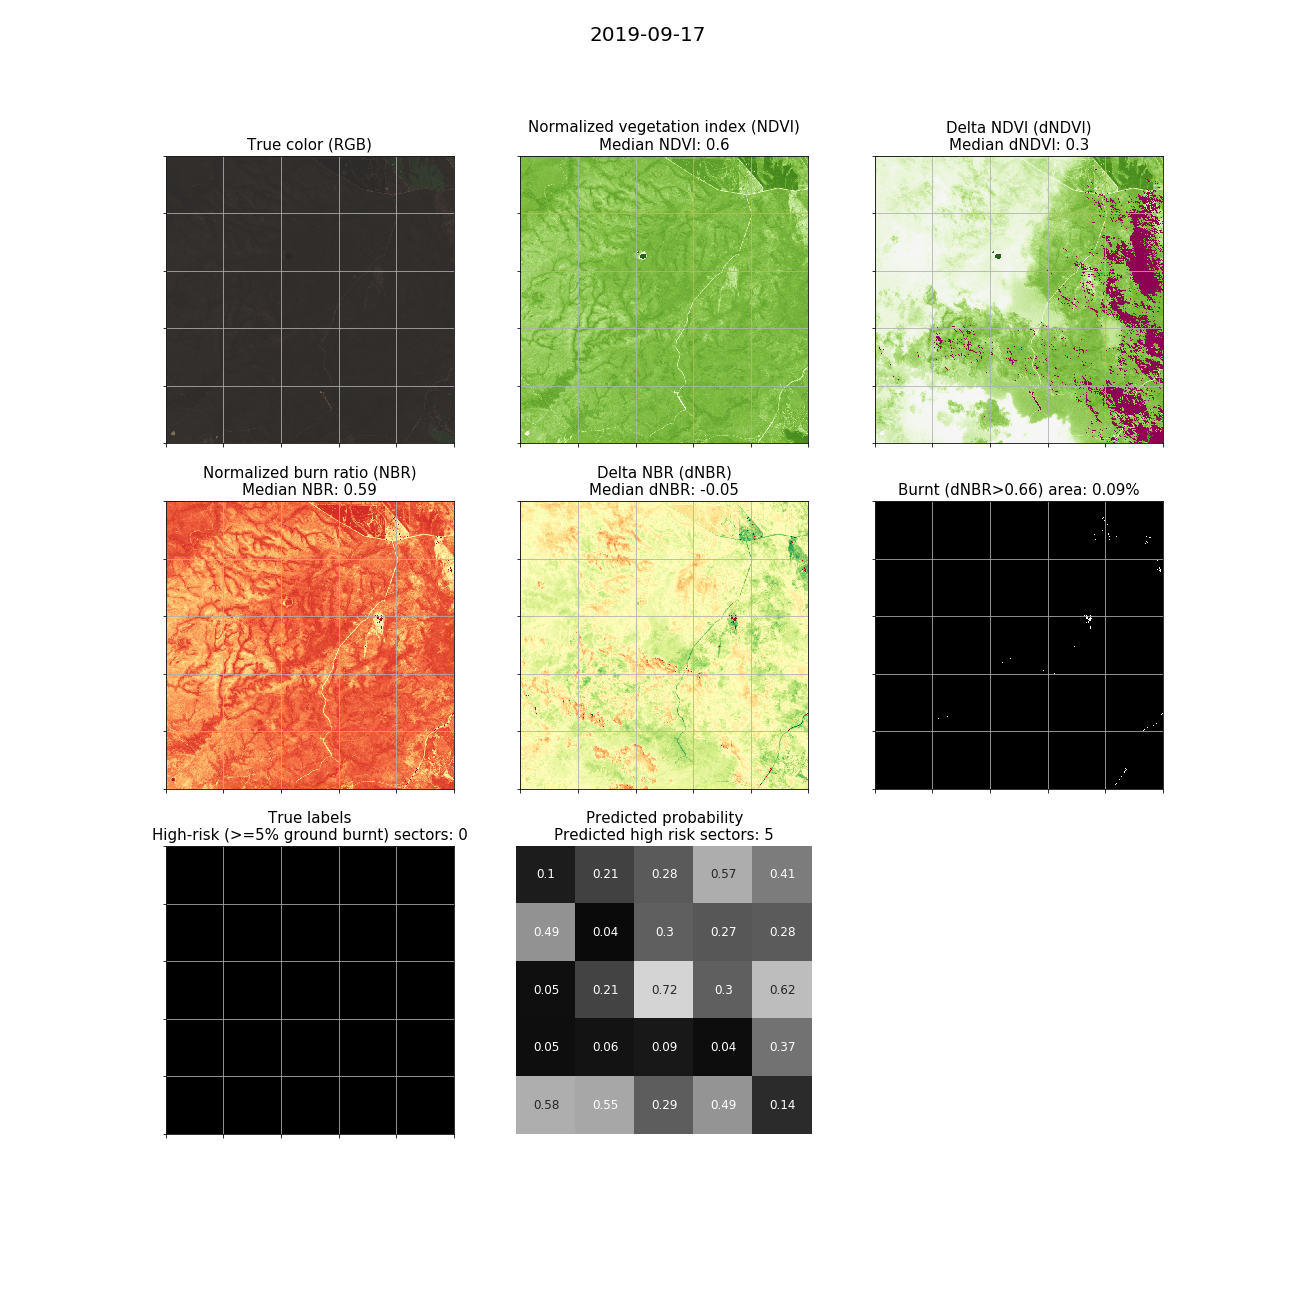 2019-09-17
True color (RGB)
Normalized vegetation index (NDVI)
Median NDVI: 0.6
Delta NDVI (dNDVI)
Median dNDVI: 0.3
Normalized burn ratio (NBR)
Median NBR: 0.59
Delta NBR (dNBR)
Median dNBR: -0.05
Burnt (dNBR>0.66) area: 0.09%
True labels
High-risk (>=5% ground burnt) sectors: 0
Predicted probability
Predicted high risk sectors: 5
0.1 0.21 0.28 0.57 0.41
0.49 0.04 0.3 0.27 0.28
0.05 0.21 0.72 0.3 0.62
0.05 0.06 0.09 0.04 0.37
0.58 0.55 0.29 0.49 0.14